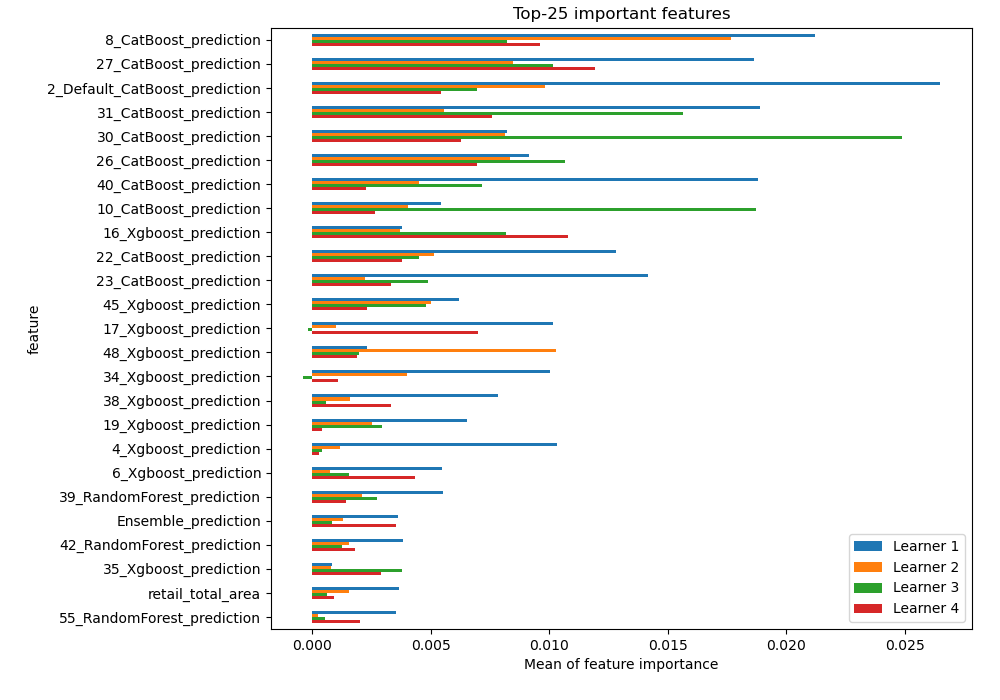 Top-25 important features
8_CatBoost_prediction
27_CatBoost_prediction
2_Default_CatBoost_prediction
31_CatBoost_prediction
30_CatBoost_prediction
26_CatBoost_prediction
40_CatBoost_prediction
10_CatBoost_prediction
16_Xgboost_prediction
22_CatBoost_prediction
23_CatBoost_prediction
45_Xgboost_prediction
17_Xgboost_prediction
48_Xgboost_prediction
34_Xgboost_prediction
38_Xgboost_prediction
19_Xgboost_prediction
4_Xgboost_prediction
6_Xgboost_prediction
39_RandomForest_prediction
Ensemble_prediction
42_RandomForest_prediction
35_Xgboost_prediction
retail_total_area
55_RandomForest_prediction
feature
Learner 1
Learner 2
Learner 3
Learner 4
0.000 0.005 0.010 0.015 0.020 0.025
Mean of feature importance